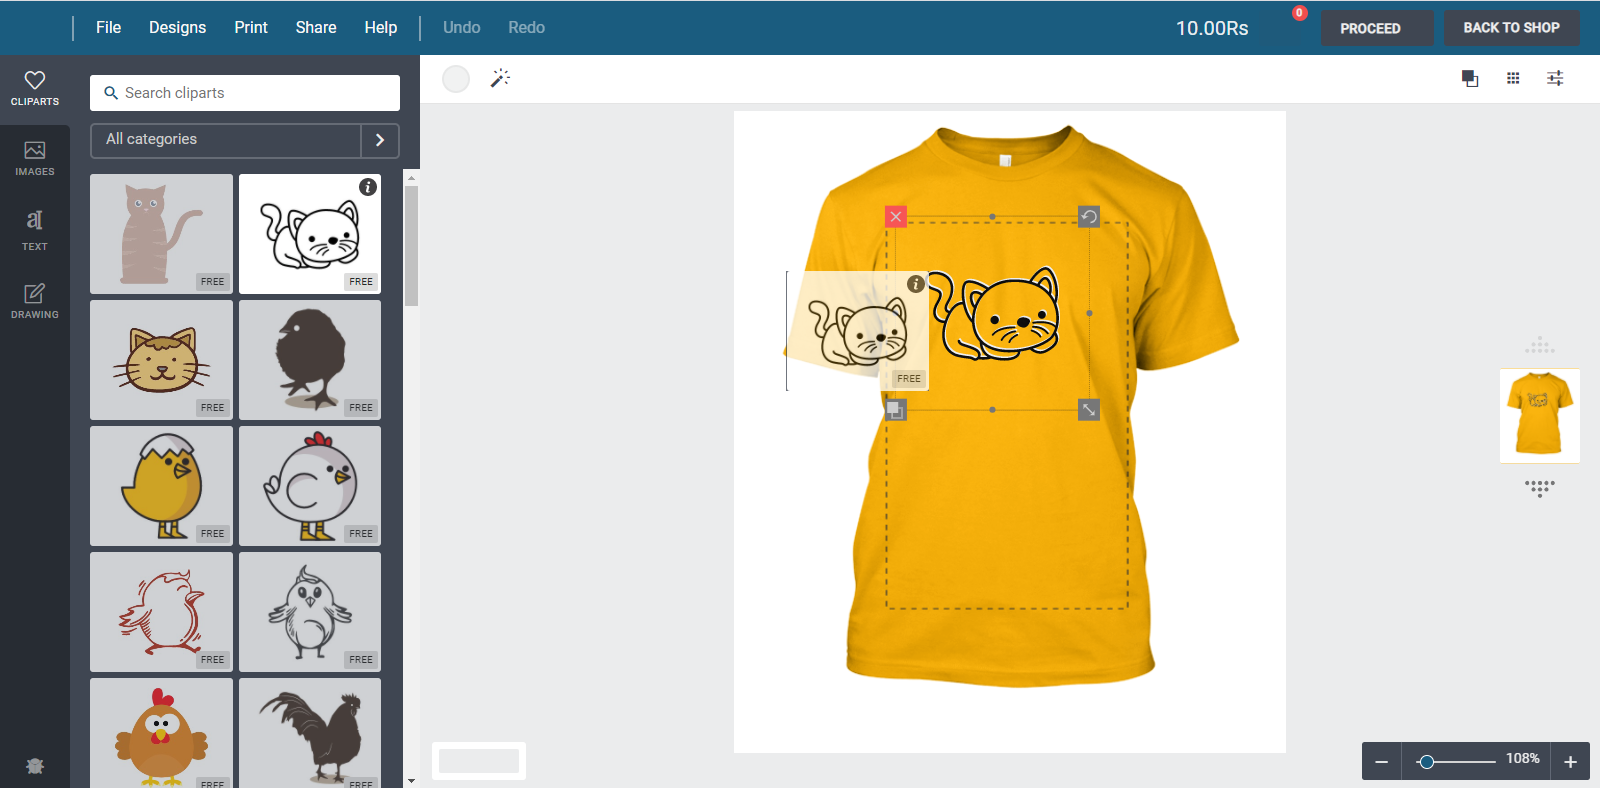 File Designs Print Share Help Undo Redo 10.00Rs 0 PROCEED BACK TO SHOP
CLIPARTS
Search cliparts
All categories
IMAGES
TEXT
DRAWING
i
FREE FREE
FREE FREE
FREE FREE
FREE FREE
FREE FREE
i
FREE
108%